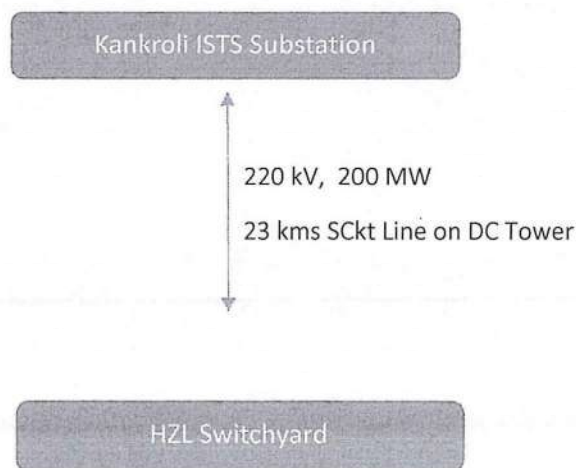 Kankroli ISTS Substation
220 kV,  200 MW
23 kms SCkt Line on DC Tower
HZL Switchyard